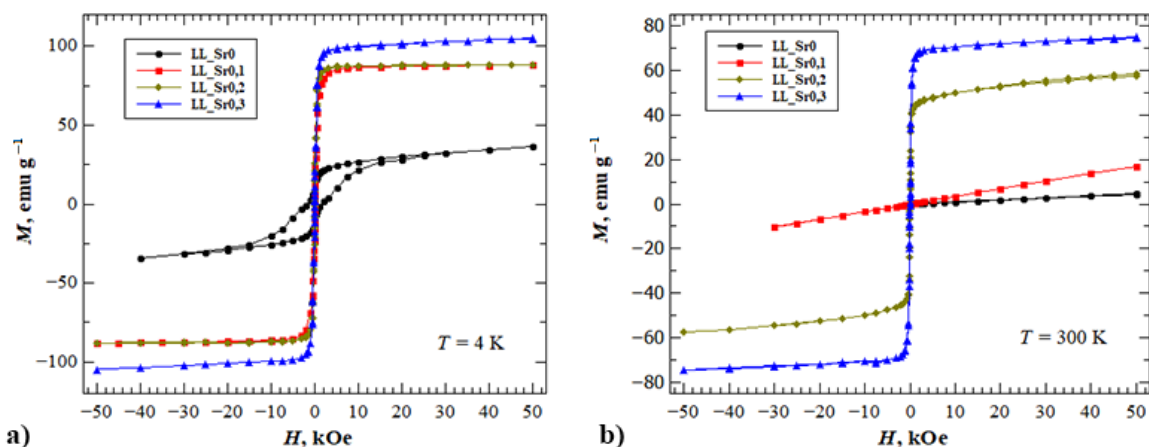 100
50
0
−50
−100
M, emu g⁻¹
LL_Sr0
LL_Sr0,1
LL_Sr0,2
LL_Sr0,3
T = 4 K
−50 −40 −30 −20 −10 0 10 20 30 40 50
H, kOe
a)
80
60
40
20
0
−20
−40
−60
−80
M, emu g⁻¹
LL_Sr0
LL_Sr0,1
LL_Sr0,2
LL_Sr0,3
T = 300 K
−50 −40 −30 −20 −10 0 10 20 30 40 50
H, kOe
b)